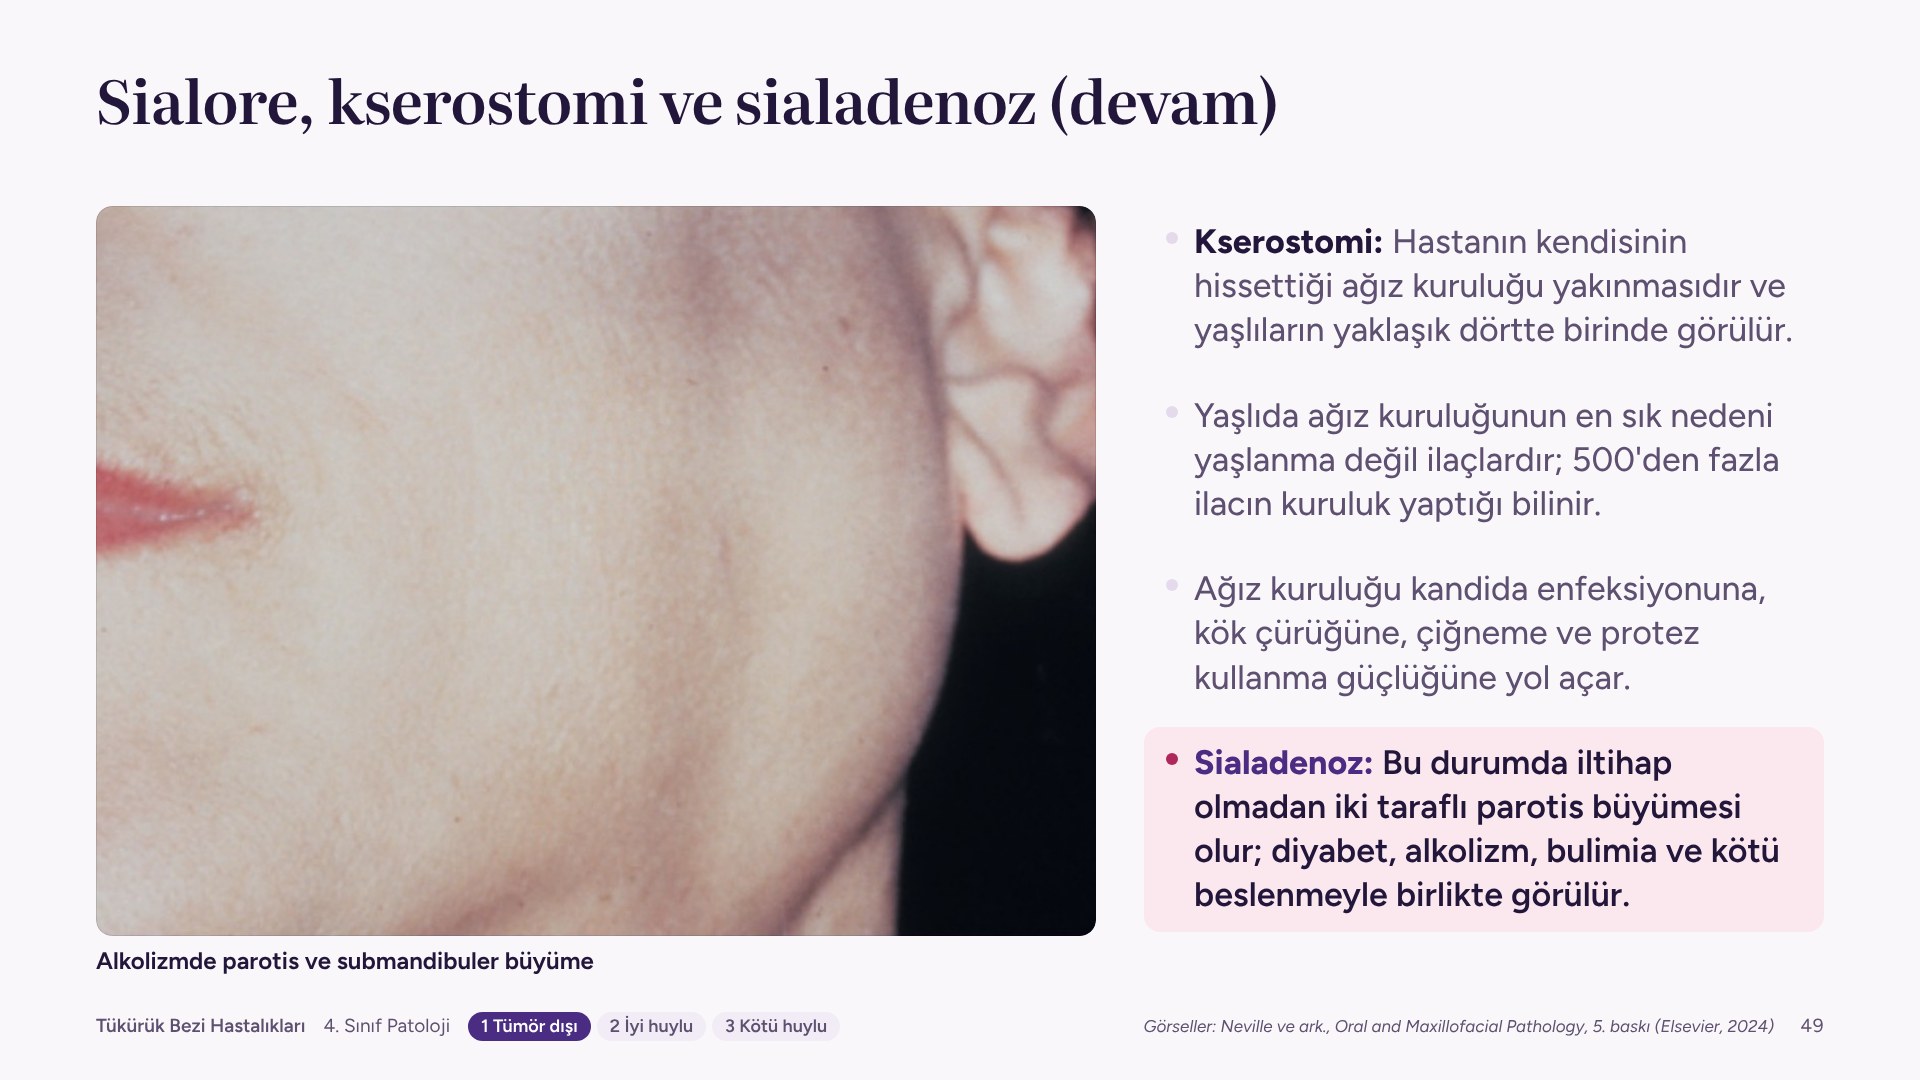 Sialore, kserostomi ve sialadenoz (devam)
Kserostomi: Hastanın kendisinin
hissettiği ağız kuruluğu yakınmasıdır ve
yaşlıların yaklaşık dörtte birinde görülür.
Yaşlıda ağız kuruluğunun en sık nedeni
yaşlanma değil ilaçlardır; 500'den fazla
ilacın kuruluk yaptığı bilinir.
Ağız kuruluğu kandida enfeksiyonuna,
kök çürüğüne, çiğneme ve protez
kullanma güçlüğüne yol açar.
Sialadenoz: Bu durumda iltihap
olmadan iki taraflı parotis büyümesi
olur; diyabet, alkolizm, bulimia ve kötü
beslenmeyle birlikte görülür.
Alkolizmde parotis ve submandibuler büyüme
Tükürük Bezi Hastalıkları 4. Sınıf Patoloji 1 Tümör dışı 2 İyi huylu 3 Kötü huylu
Görseller: Neville ve ark., Oral and Maxillofacial Pathology, 5. baskı (Elsevier, 2024) 49